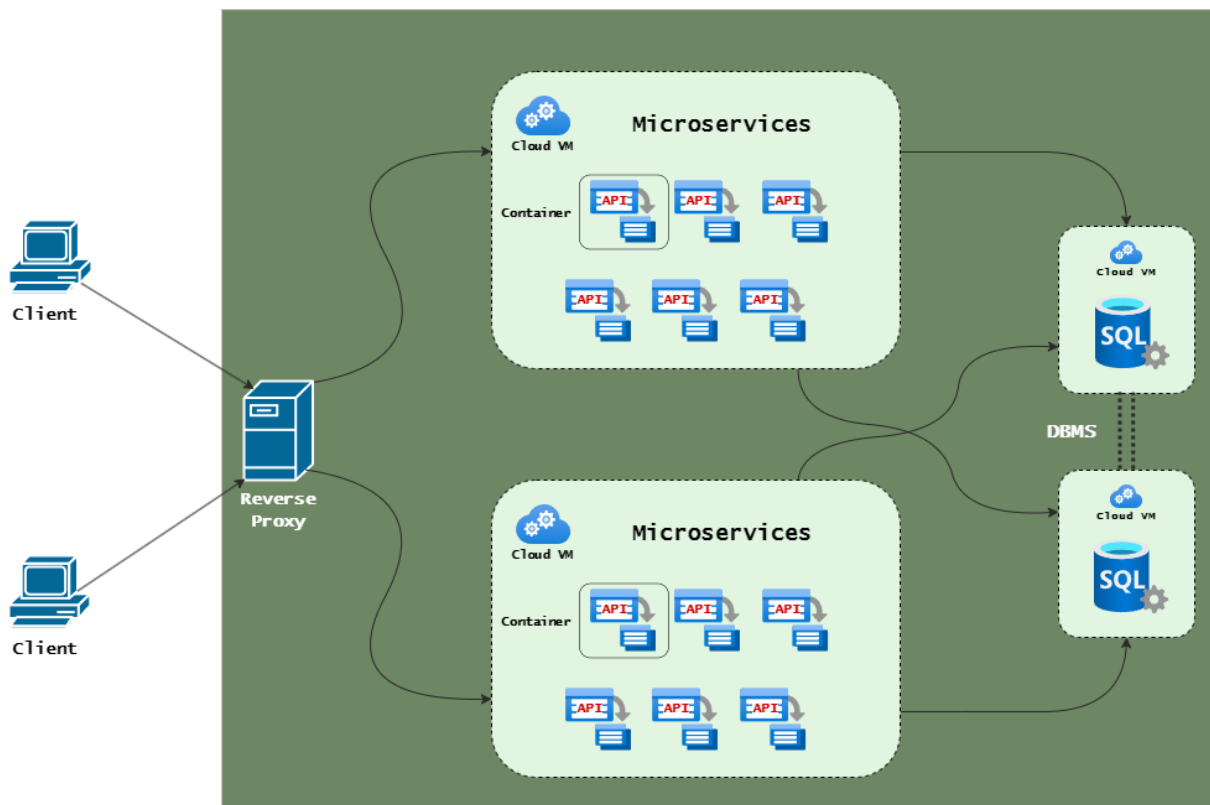 Client
Client
Reverse
Proxy
Cloud VM
Microservices
Container
API
API
API
API
API
API
Cloud VM
Microservices
Container
API
API
API
API
API
API
Cloud VM
SQL
DBMS
Cloud VM
SQL